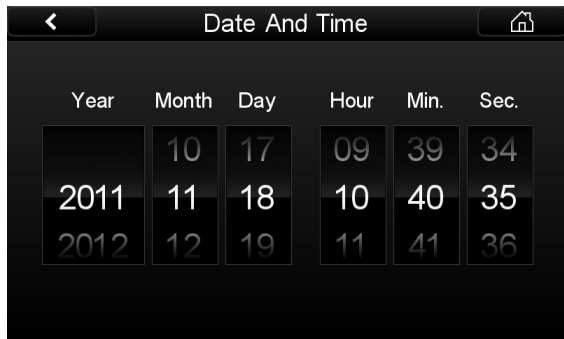 Date And Time
Year Month Day Hour Min. Sec.
10 17 09 39 34
2011 11 18 10 40 35
2012 12 19 11 41 36